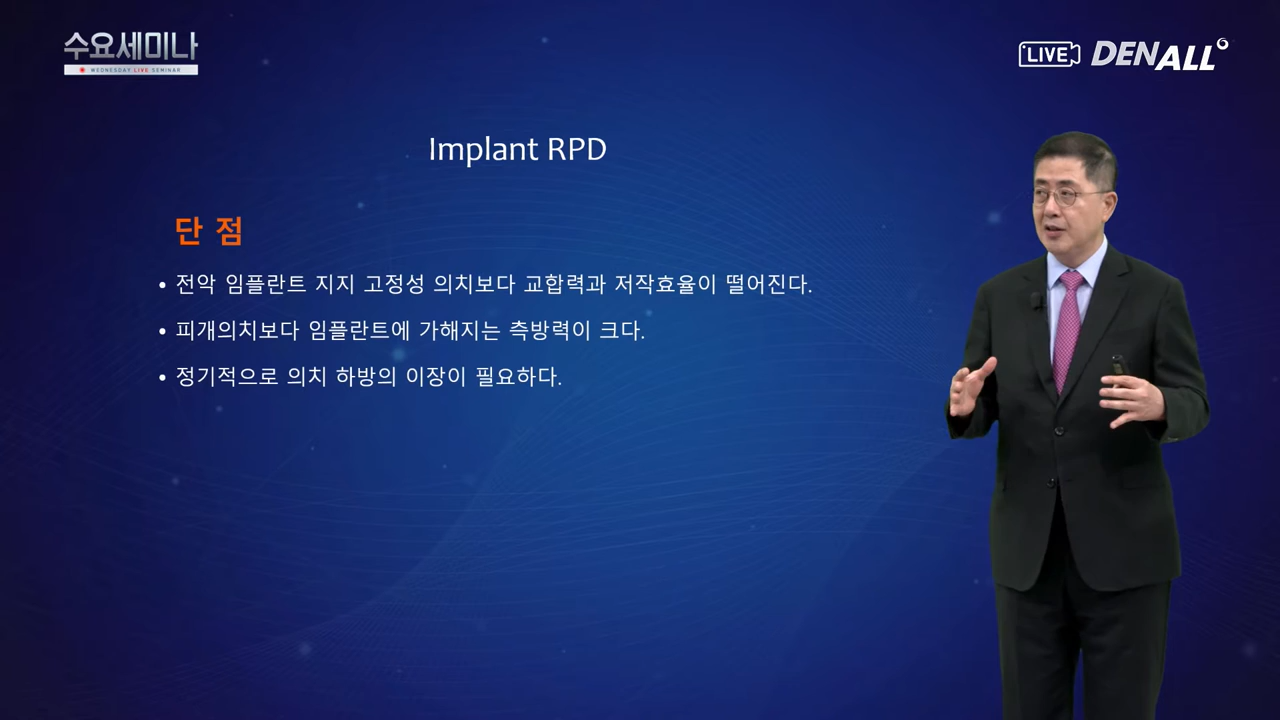 수요세미나
WEDNESDAY LIVE SEMINAR
LIVE
DENALL
Implant RPD
단 점
• 전악 임플란트 지지 고정성 의치보다 교합력과 저작효율이 떨어진다.
• 피개의치보다 임플란트에 가해지는 측방력이 크다.
• 정기적으로 의치 하방의 이장이 필요하다.